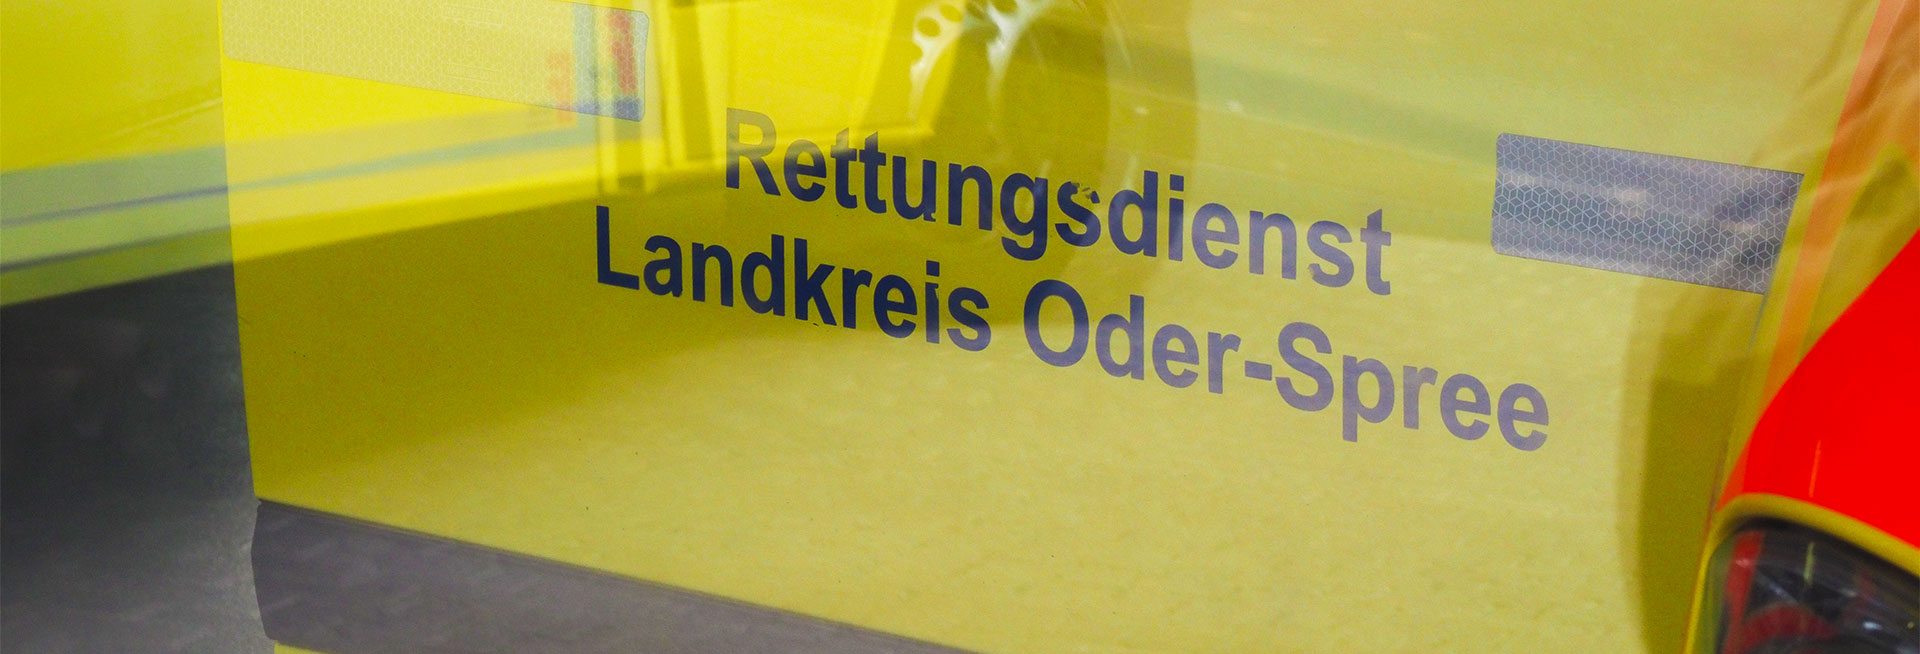 Rettungsdienst
Landkreis Oder-Spree